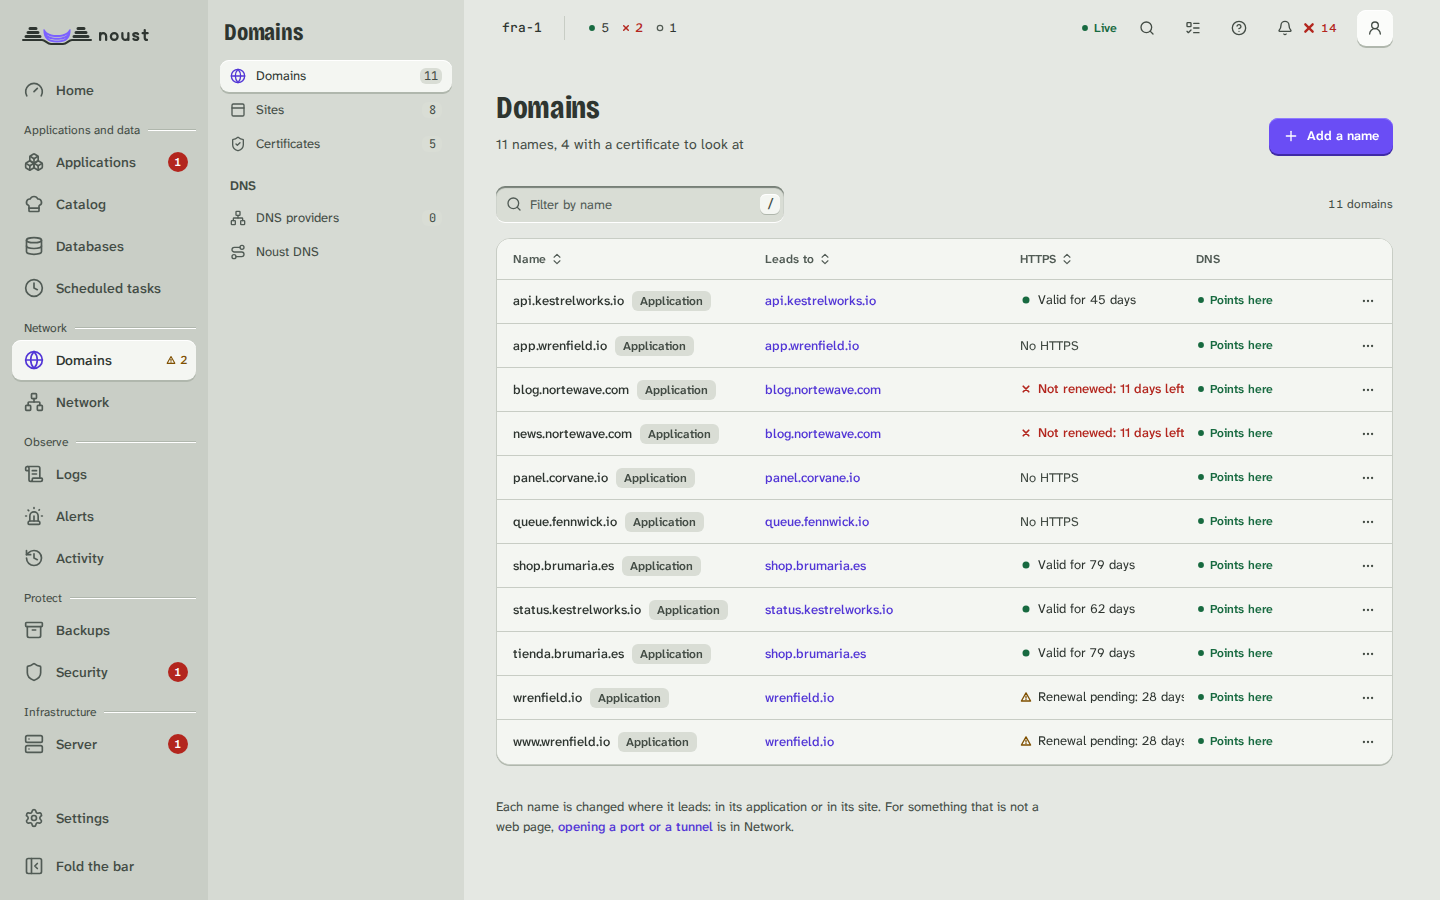 noust
Home
Applications and data
Applications 1
Catalog
Databases
Scheduled tasks
Network
Domains 2
Network
Observe
Logs
Alerts
Activity
Protect
Backups
Security 1
Infrastructure
Server 1
Settings
Fold the bar
Domains
Domains 11
Sites 8
Certificates 5
DNS
DNS providers 0
Noust DNS
fra-1 5 2 1 Live 14
Domains
11 names, 4 with a certificate to look at
Add a name
Filter by name /
11 domains
Name Leads to HTTPS DNS
api.kestrelworks.io Application api.kestrelworks.io Valid for 45 days Points here
app.wrenfield.io Application app.wrenfield.io No HTTPS Points here
blog.nortewave.com Application blog.nortewave.com Not renewed: 11 days left Points here
news.nortewave.com Application blog.nortewave.com Not renewed: 11 days left Points here
panel.corvane.io Application panel.corvane.io No HTTPS Points here
queue.fennwick.io Application queue.fennwick.io No HTTPS Points here
shop.brumaria.es Application shop.brumaria.es Valid for 79 days Points here
status.kestrelworks.io Application status.kestrelworks.io Valid for 62 days Points here
tienda.brumaria.es Application shop.brumaria.es Valid for 79 days Points here
wrenfield.io Application wrenfield.io Renewal pending: 28 days Points here
www.wrenfield.io Application wrenfield.io Renewal pending: 28 days Points here
Each name is changed where it leads: in its application or in its site. For something that is not a
web page, opening a port or a tunnel is in Network.